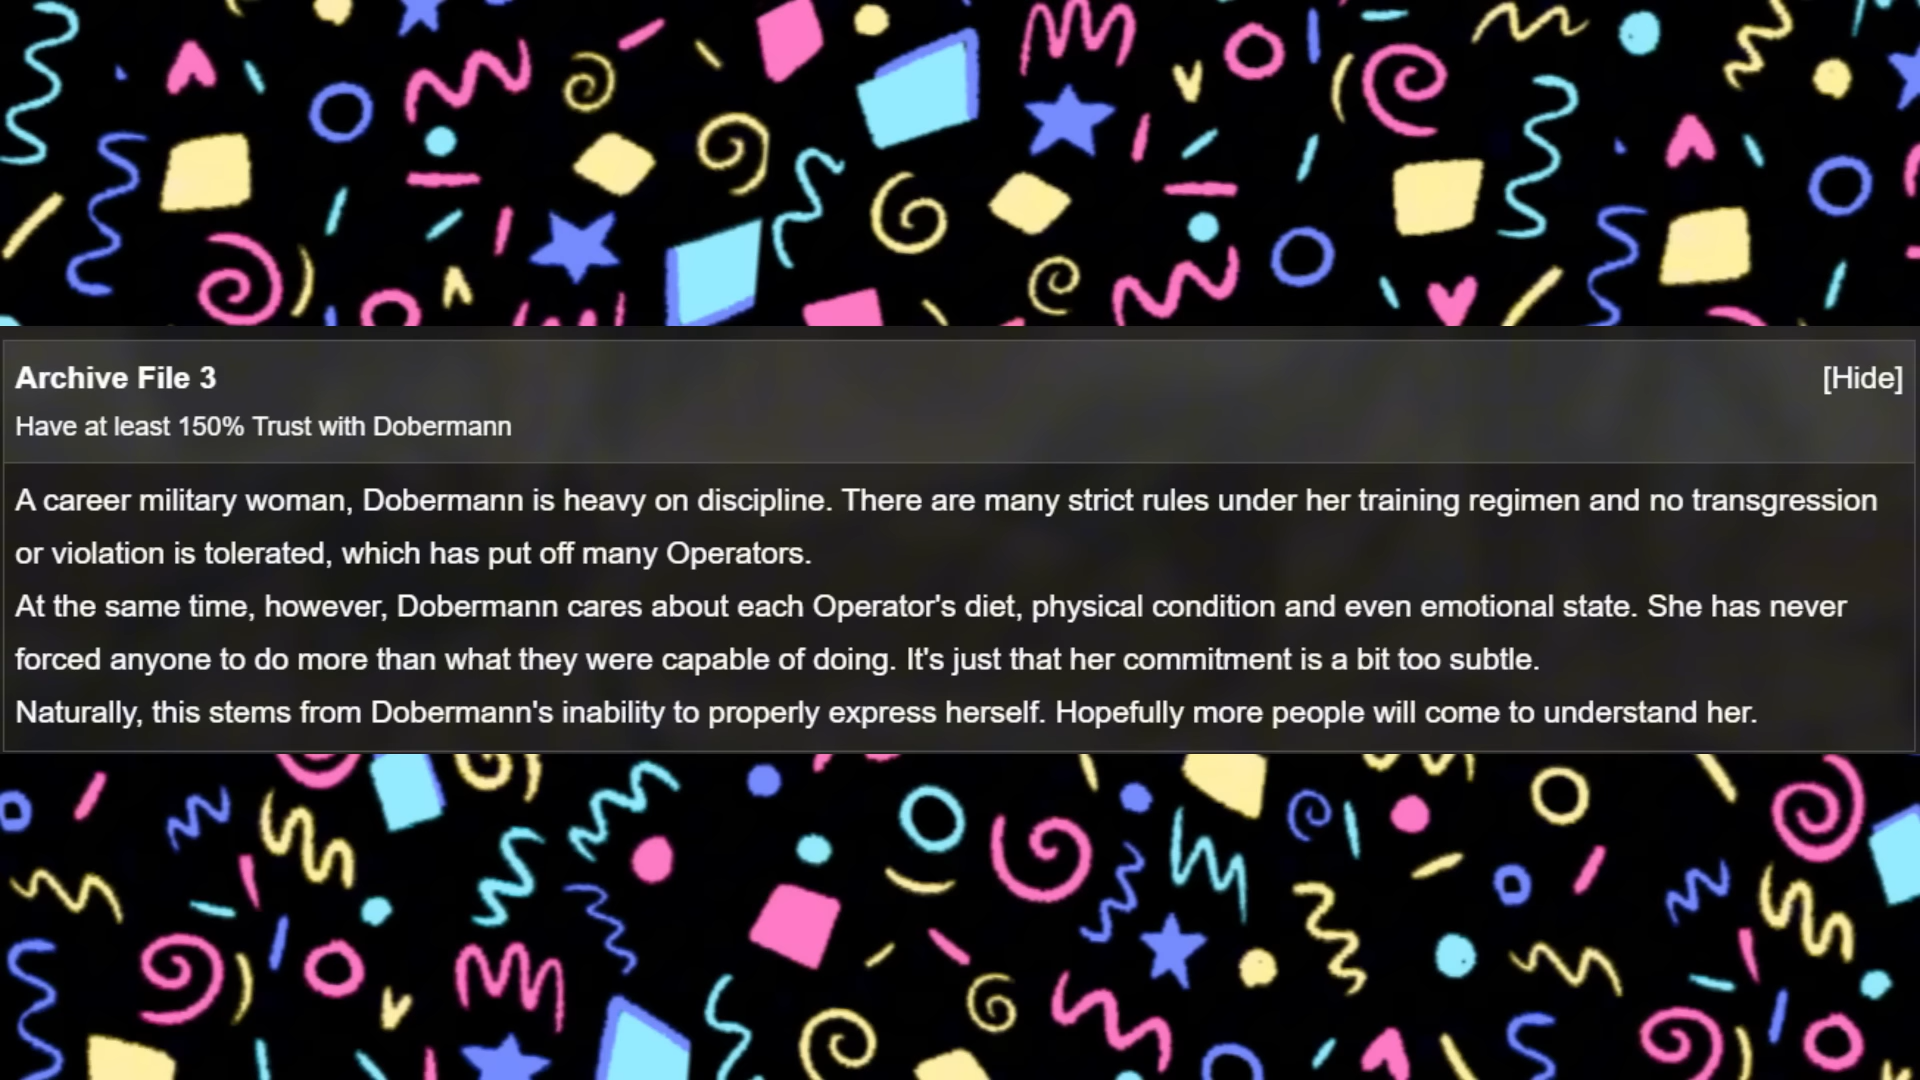 Archive File 3
[Hide]
Have at least 150% Trust with Dobermann
A career military woman, Dobermann is heavy on discipline. There are many strict rules under her training regimen and no transgression
or violation is tolerated, which has put off many Operators.
At the same time, however, Dobermann cares about each Operator's diet, physical condition and even emotional state. She has never
forced anyone to do more than what they were capable of doing. It's just that her commitment is a bit too subtle.
Naturally, this stems from Dobermann's inability to properly express herself. Hopefully more people will come to understand her.